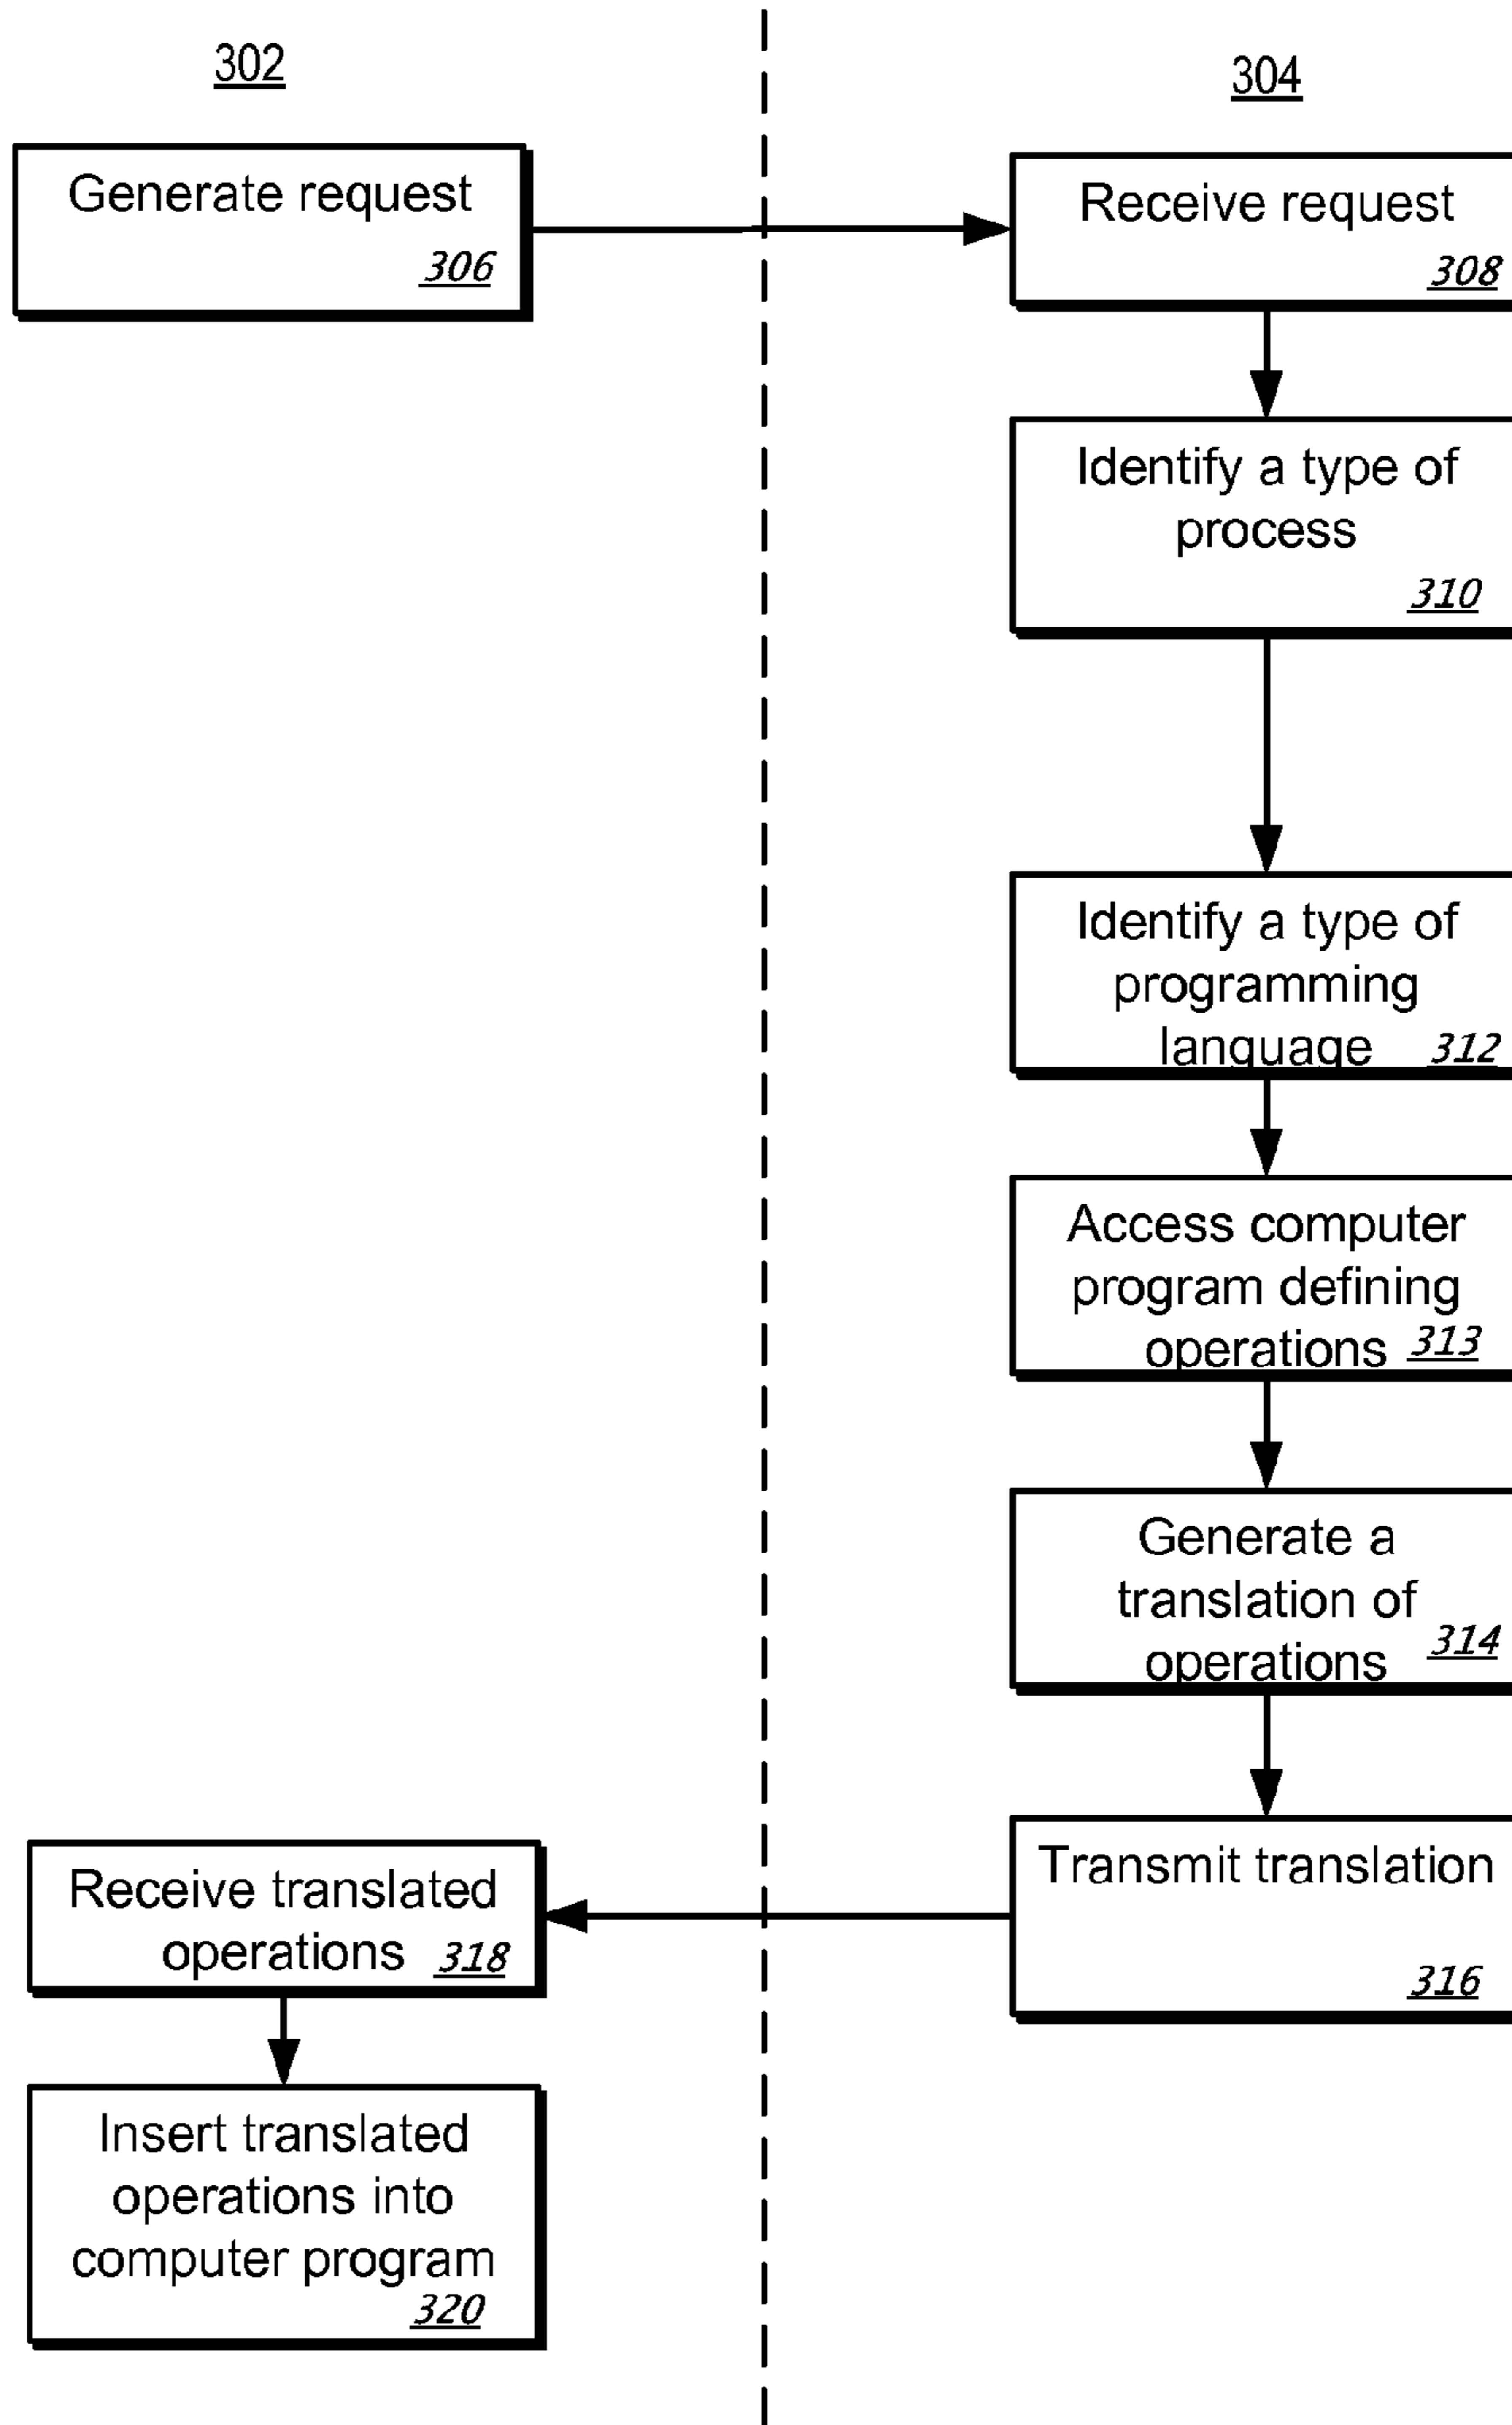 302
304
Generate request
306
Receive request
308
Identify a type of
process
310
Identify a type of
programming
language 312
Access computer
program defining
operations 313
Generate a
translation of
operations 314
Transmit translation
316
Receive translated
operations 318
Insert translated
operations into
computer program
320